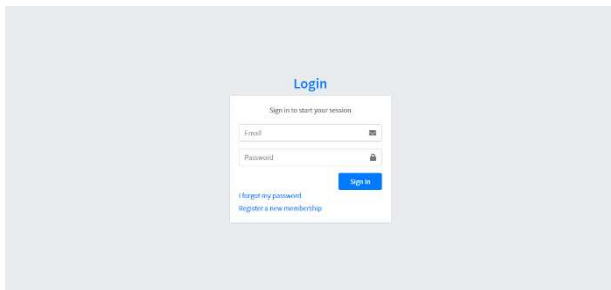 Login
Sign in to start your session
Email
Password
Sign In
I forgot my password
Register a new membership